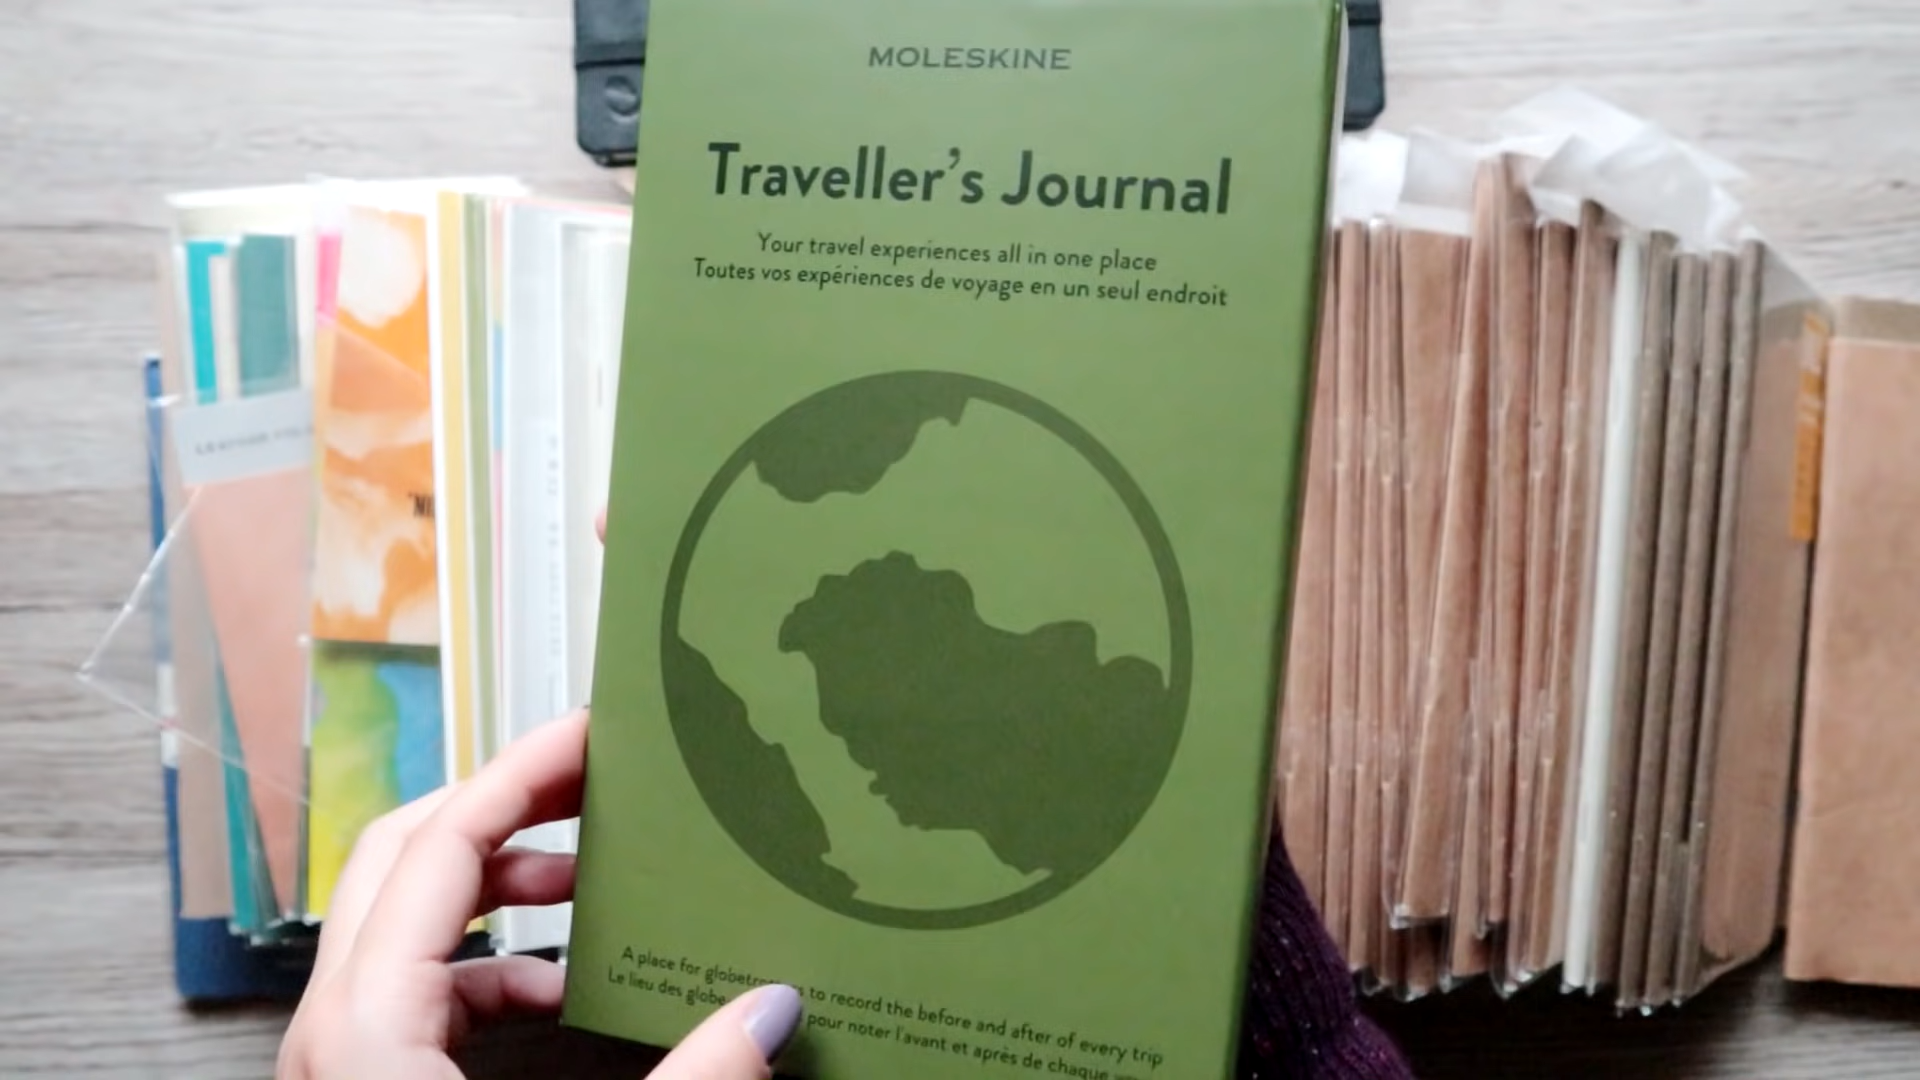 MOLESKINE
Traveller's Journal
Your travel experiences all in one place
Toutes vos expériences de voyage en un seul endroit
A place for to record the before and after of every trip
Le lieu des pour noter l'avant et après de chaque
LEATHER